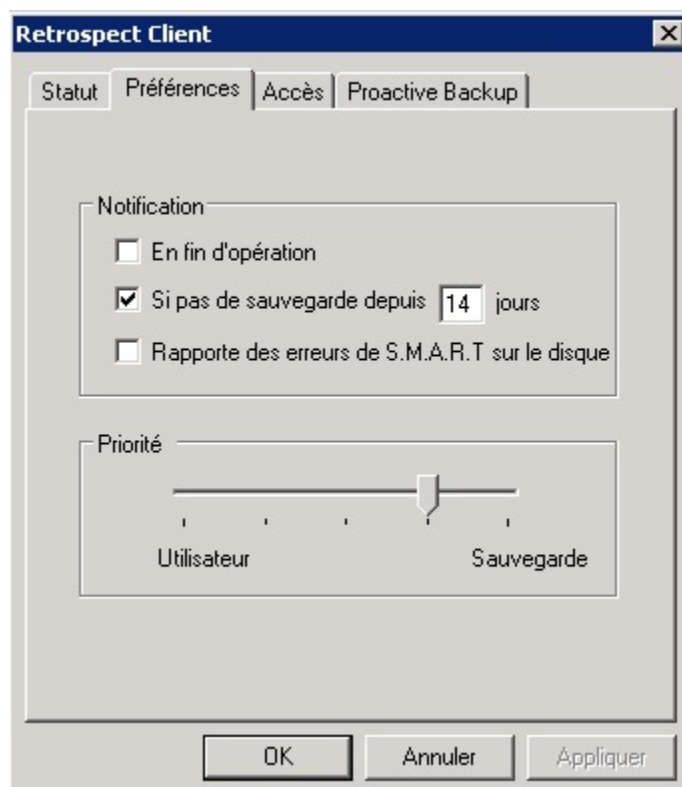 Retrospect Client
Statut Préférences Accès Proactive Backup
Notification
En fin d'opération
Si pas de sauvegarde depuis 14 jours
Rapporte des erreurs de S.M.A.R.T sur le disque
Priorité
Utilisateur Sauvegarde
OK Annuler Appliquer